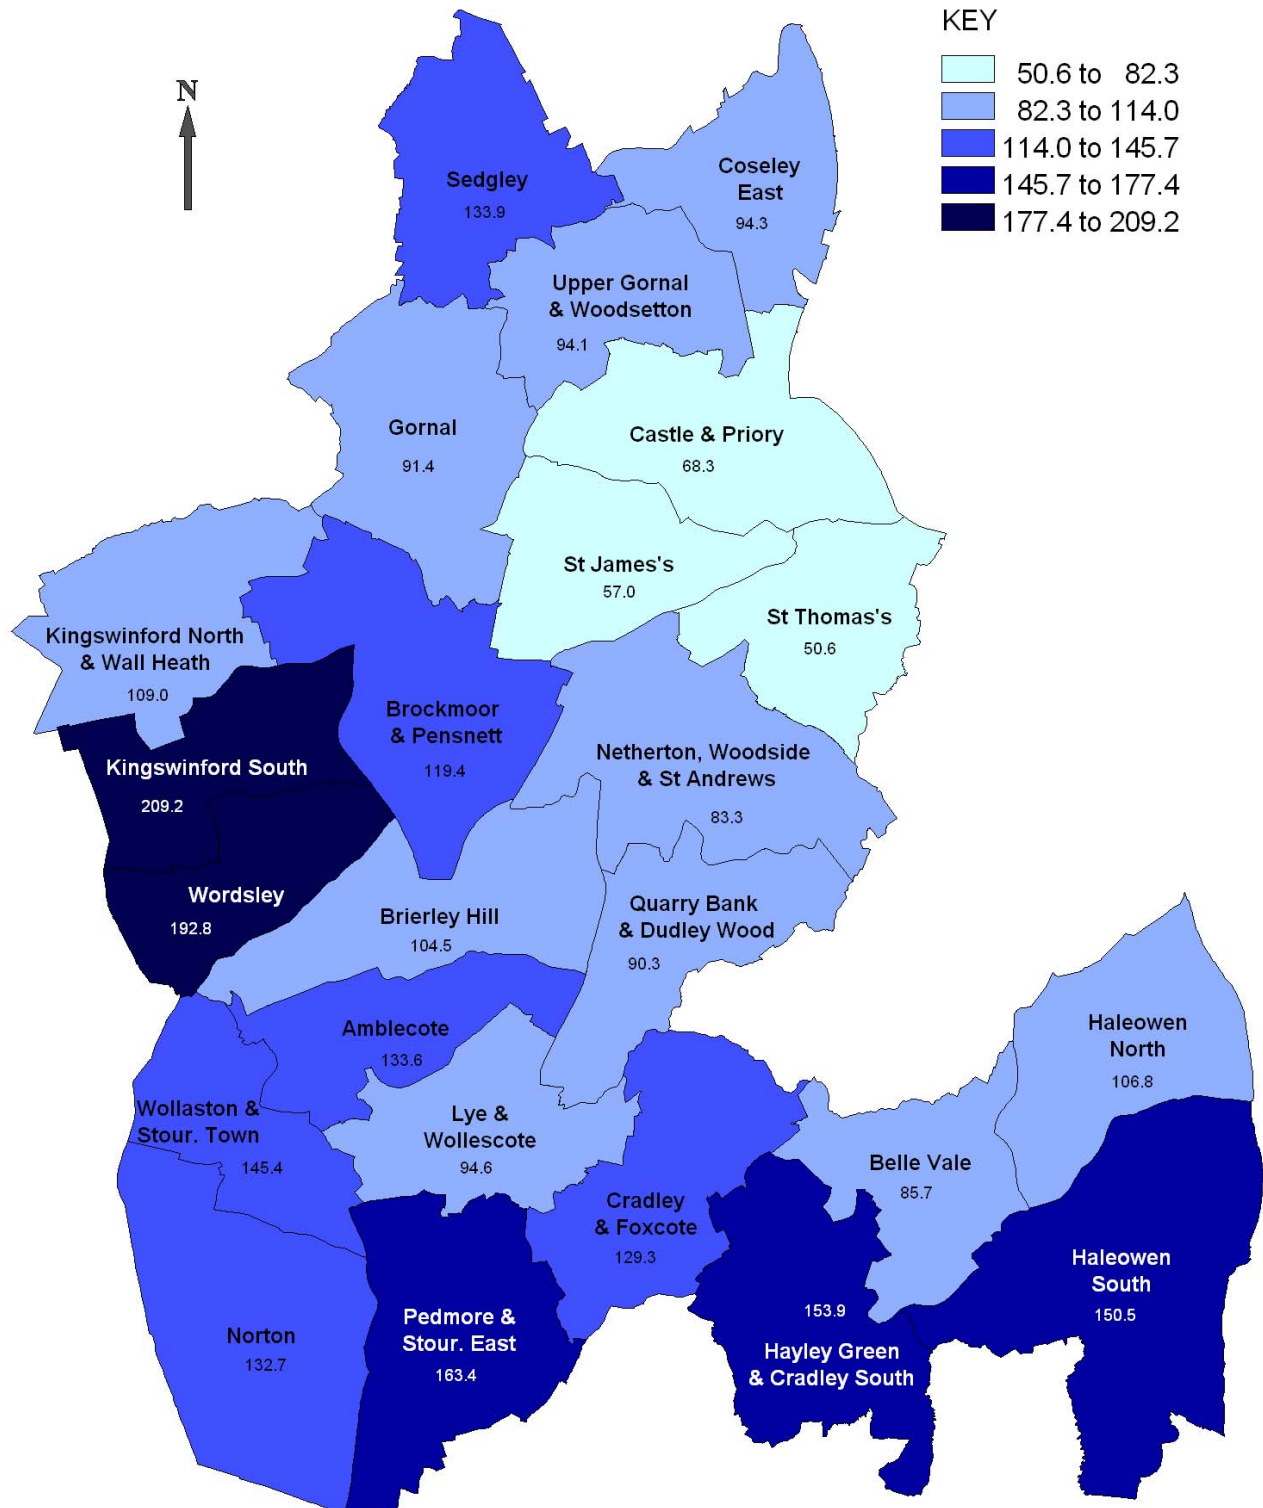 KEY
50.6 to 82.3
82.3 to 114.0
114.0 to 145.7
145.7 to 177.4
177.4 to 209.2
N
Sedgley
133.9
Coseley
East
94.3
Upper Gornal
& Woodsetton
94.1
Gornal
91.4
Castle & Priory
68.3
St James's
57.0
St Thomas's
50.6
Kingswinford North
& Wall Heath
109.0
Brockmoor
& Pensnett
119.4
Kingswinford South
209.2
Netherton, Woodside
& St Andrews
83.3
Wordsley
192.8
Brierley Hill
104.5
Quarry Bank
& Dudley Wood
90.3
Amblecote
133.6
Haleowen
North
106.8
Wollaston &
Stour. Town
145.4
Lye &
Wollescote
94.6
Belle Vale
85.7
Cradley
& Foxcote
129.3
Haleowen
South
150.5
Norton
132.7
Pedmore &
Stour. East
163.4
153.9
Hayley Green
& Cradley South